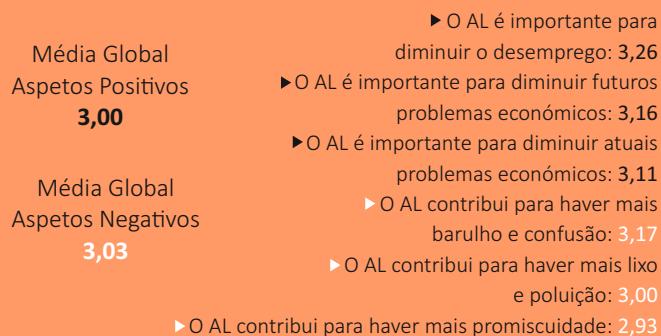 Média Global
Aspetos Positivos
3,00
Média Global
Aspetos Negativos
3,03
▶ O AL é importante para
diminuir o desemprego: 3,26
▶ O AL é importante para diminuir futuros
problemas económicos: 3,16
▶ O AL é importante para diminuir atuais
problemas económicos: 3,11
▶ O AL contribui para haver mais
barulho e confusão: 3,17
▶ O AL contribui para haver mais lixo
e poluição: 3,00
▶ O AL contribui para haver mais promiscuidade: 2,93